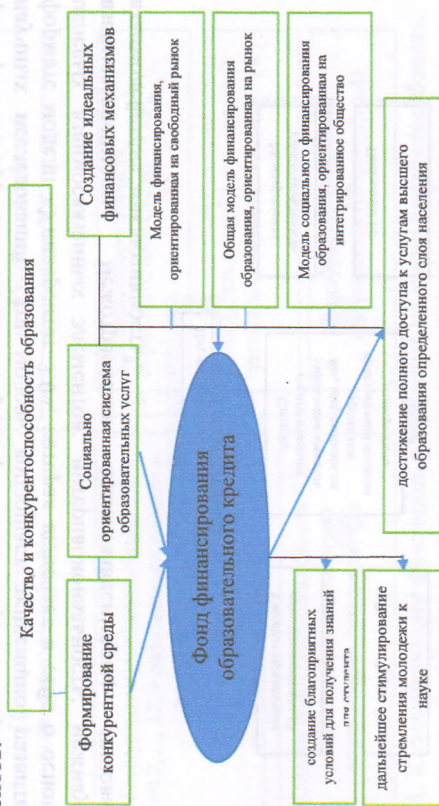 Качество и конкурентоспособность образования
Формирование
конкурентной среды
Социально
ориентированная система
образовательных услуг
Создание идеальных
финансовых механизмов
Фонд финансирования
образовательного кредита
Модель финансирования,
ориентированная на свободный рынок
Общая модель финансирования
образования, ориентированная на рынок
Модель социального финансирования
образования, ориентированная на
интегрированное общество
создание благоприятных
условий для получения знаний
для студента
дальнейшее стимулирование
стремления молодежи к
науке
достижение полного доступа к услугам высшего
образования определенного слоя населения